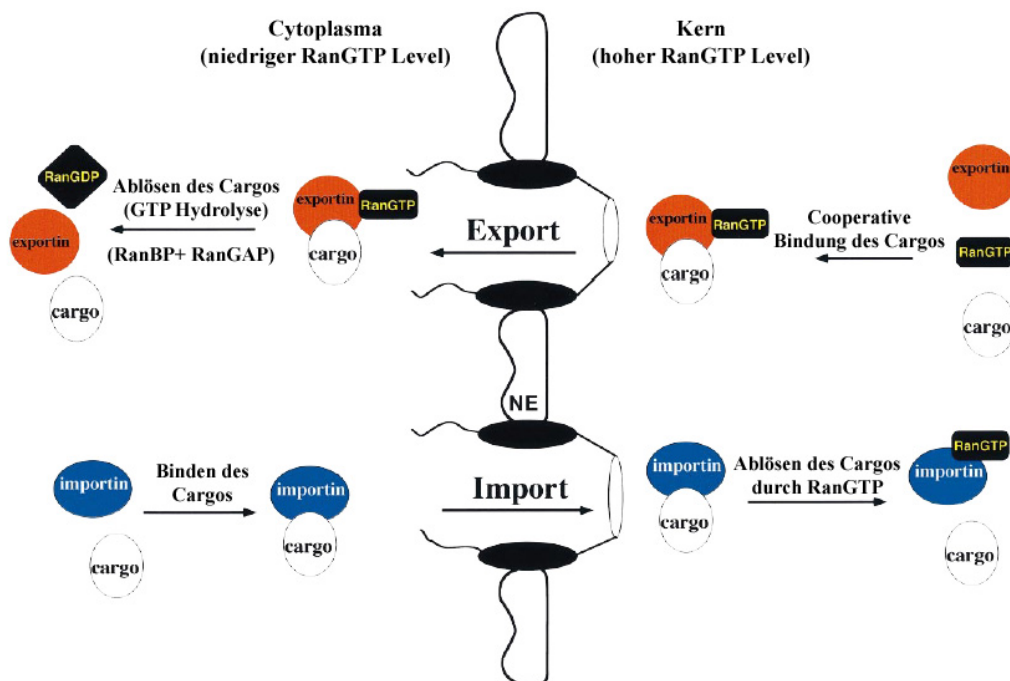 Cytoplasma
(niedriger RanGTP Level)
Kern
(hoher RanGTP Level)
RanGDP
exportin
cargo
Ablösen des Cargos
(GTP Hydrolyse)
(RanBP+ RanGAP)
exportin
RanGTP
cargo
Export
exportin
RanGTP
cargo
Cooperative
Bindung des Cargos
exportin
RanGTP
cargo
NE
importin
cargo
Binden des
Cargos
importin
cargo
Import
importin
cargo
Ablösen des Cargos
durch RanGTP
RanGTP
importin
cargo